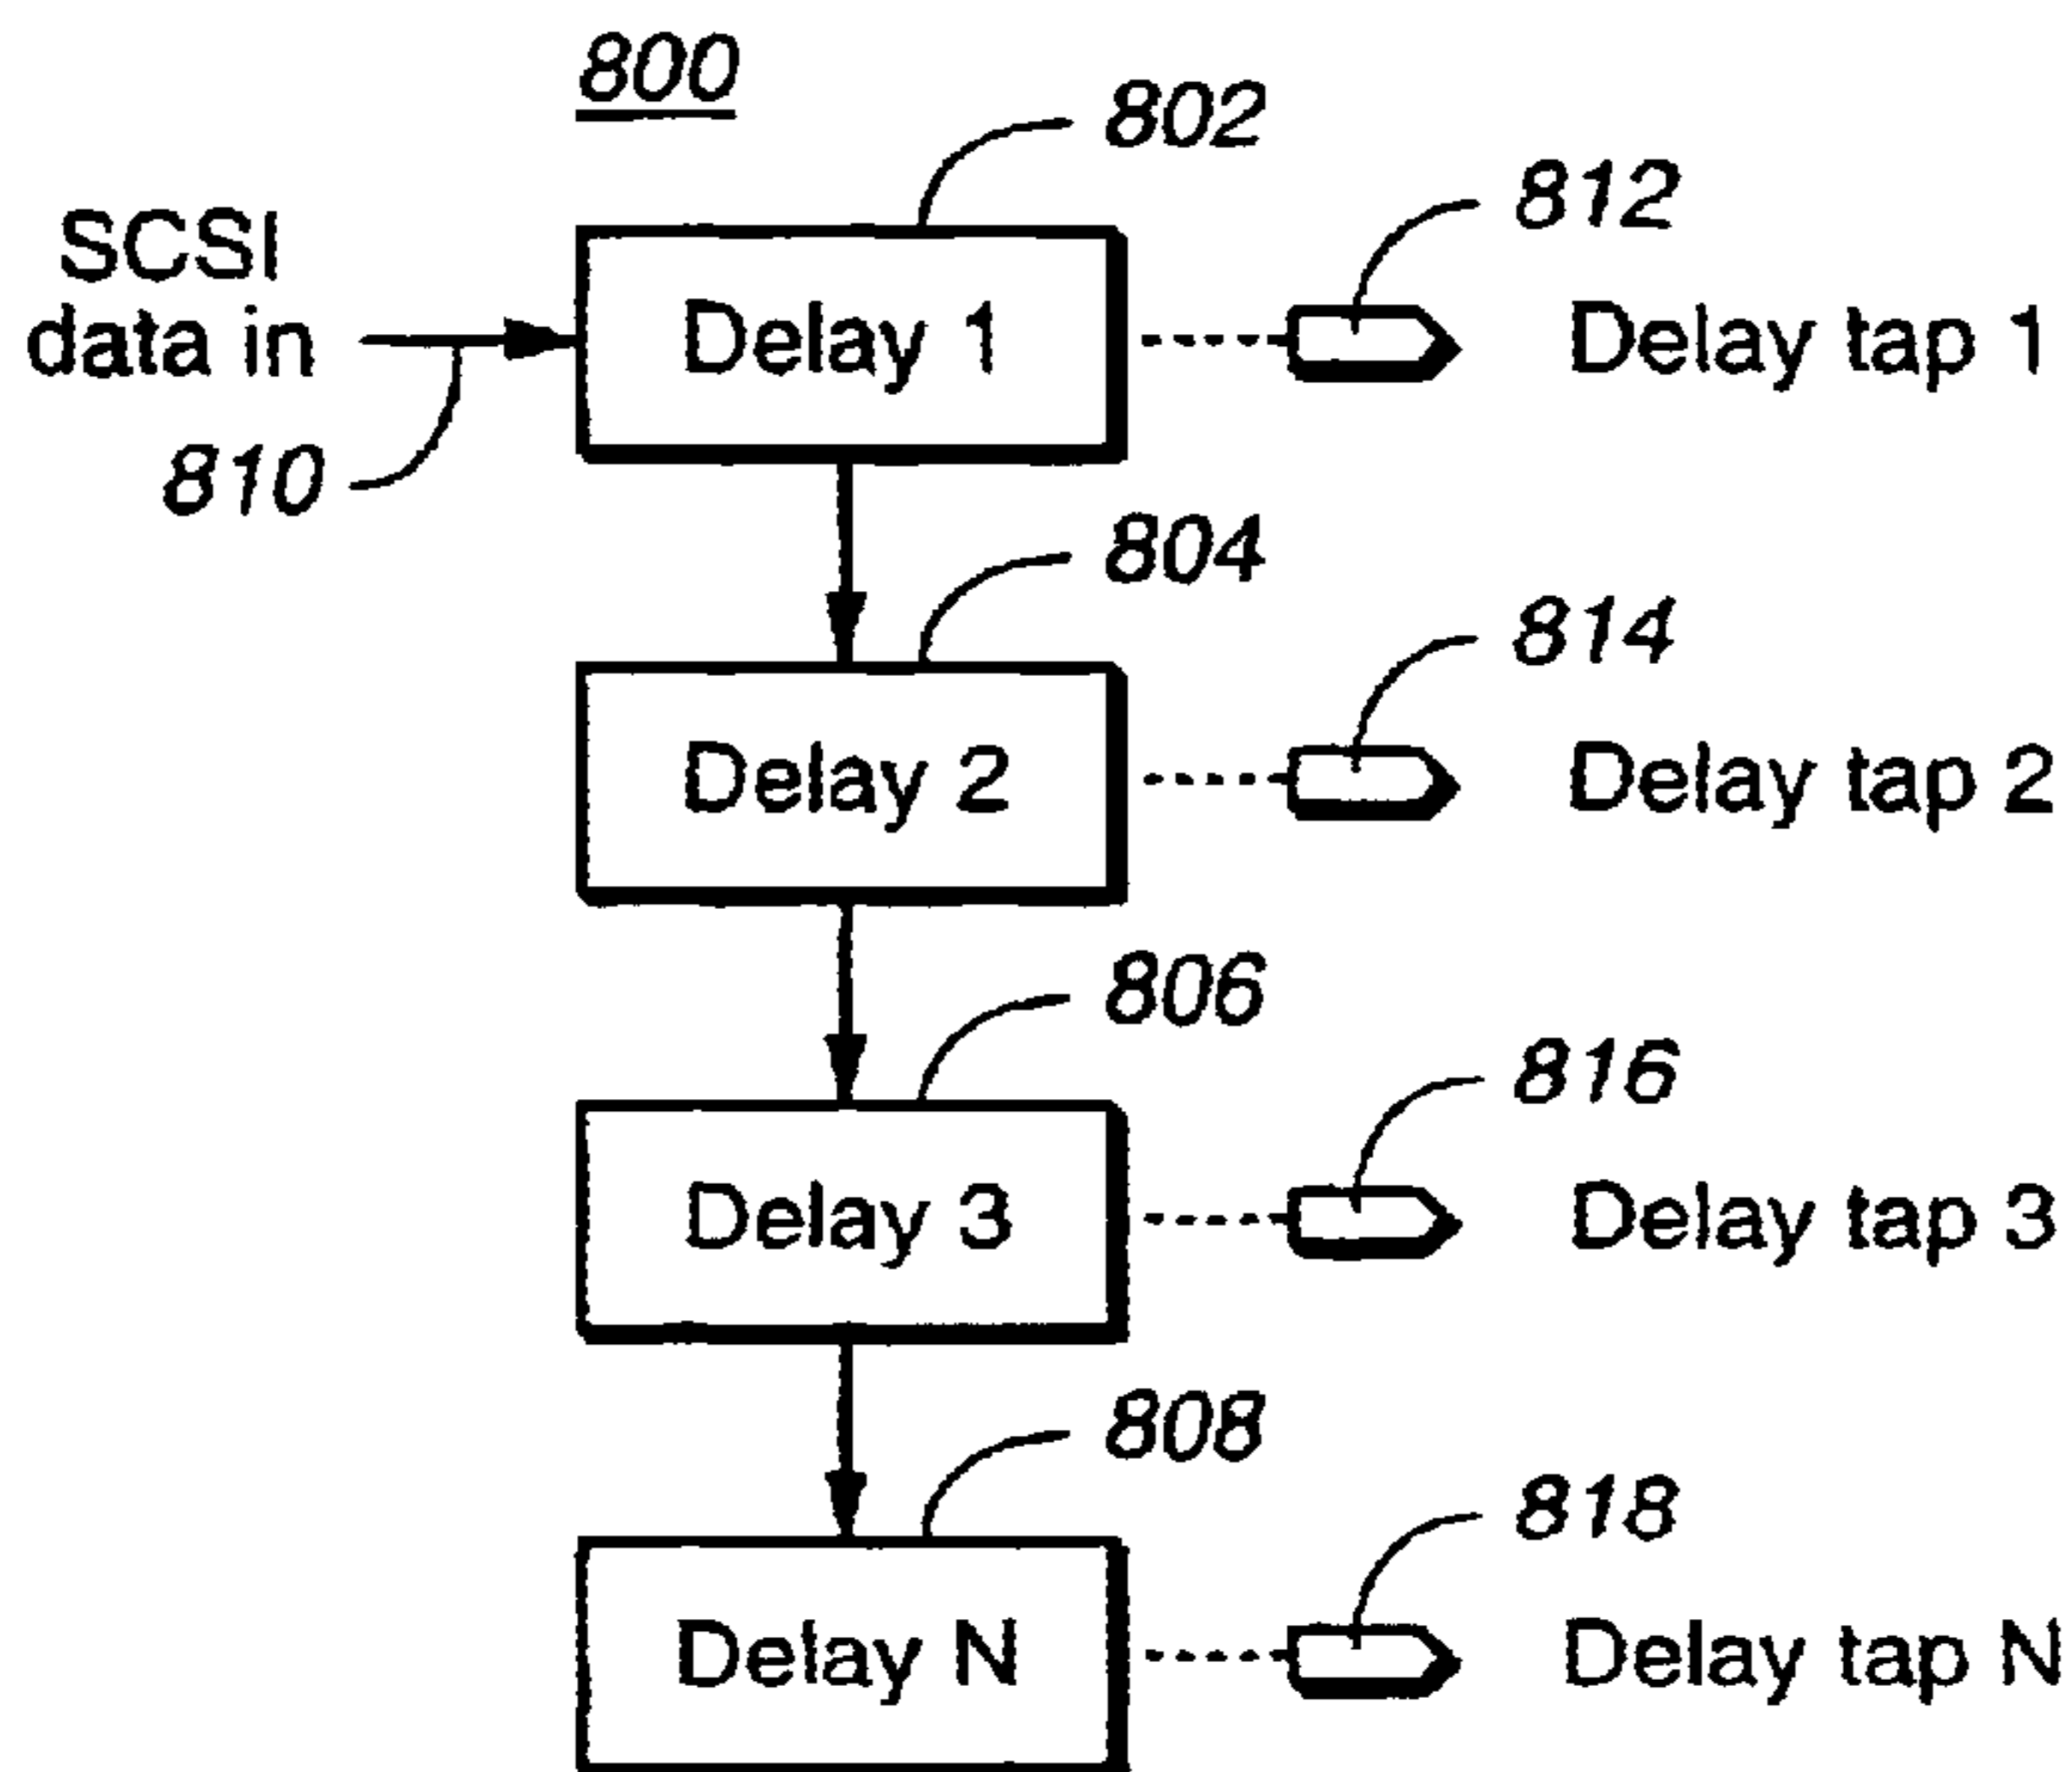 800
802
812
SCSI
data in
Delay 1
Delay tap 1
810
804
814
Delay 2
Delay tap 2
806
816
Delay 3
Delay tap 3
808
818
Delay N
Delay tap N